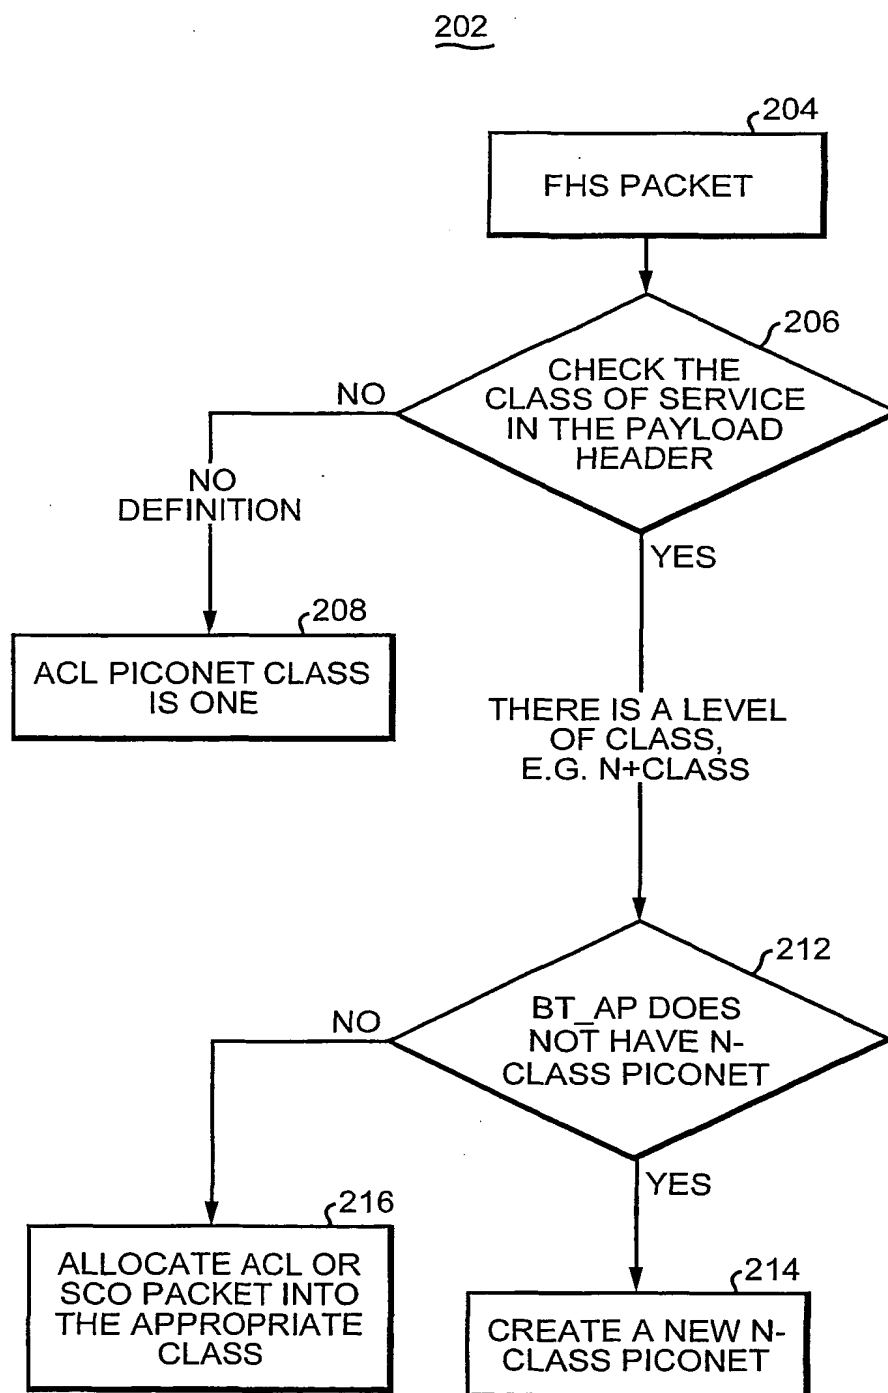 202
204
FHS PACKET
206
CHECK THE
CLASS OF SERVICE
IN THE PAYLOAD
HEADER
NO
NO
DEFINITION
YES
208
ACL PICONET CLASS
IS ONE
THERE IS A LEVEL
OF CLASS,
E.G. N+CLASS
212
BT_AP DOES
NOT HAVE N-
CLASS PICONET
NO
YES
216
ALLOCATE ACL OR
SCO PACKET INTO
THE APPROPRIATE
CLASS
214
CREATE A NEW N-
CLASS PICONET